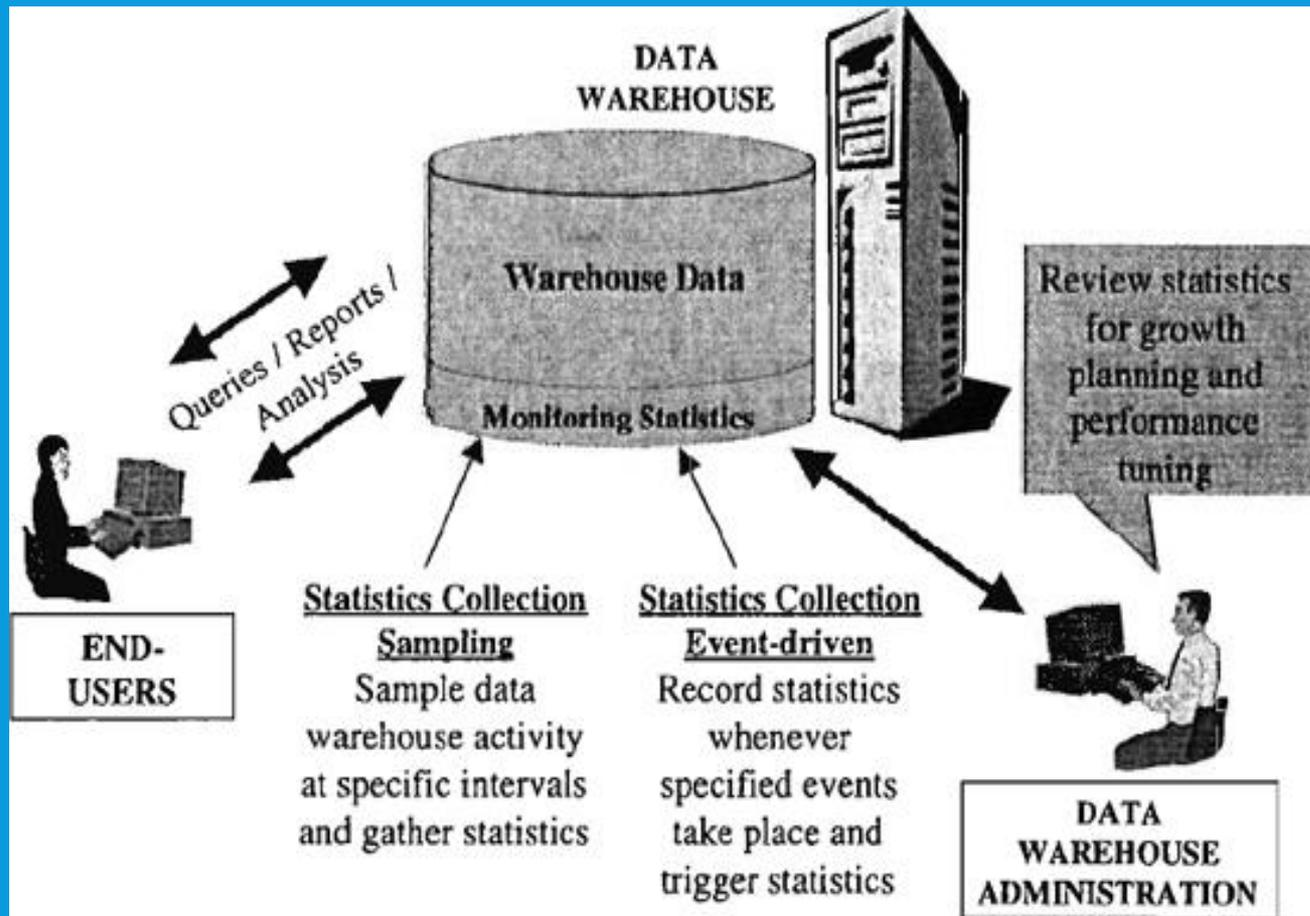 DATA
WAREHOUSE
Warehouse Data
Monitoring Statistics
Queries / Reports /
Analysis
Review statistics
for growth
planning and
performance
tuning
END-
USERS
Statistics Collection
Sampling
Sample data
warehouse activity
at specific intervals
and gather statistics
Statistics Collection
Event-driven
Record statistics
whenever
specified events
take place and
trigger statistics
DATA
WAREHOUSE
ADMINISTRATION